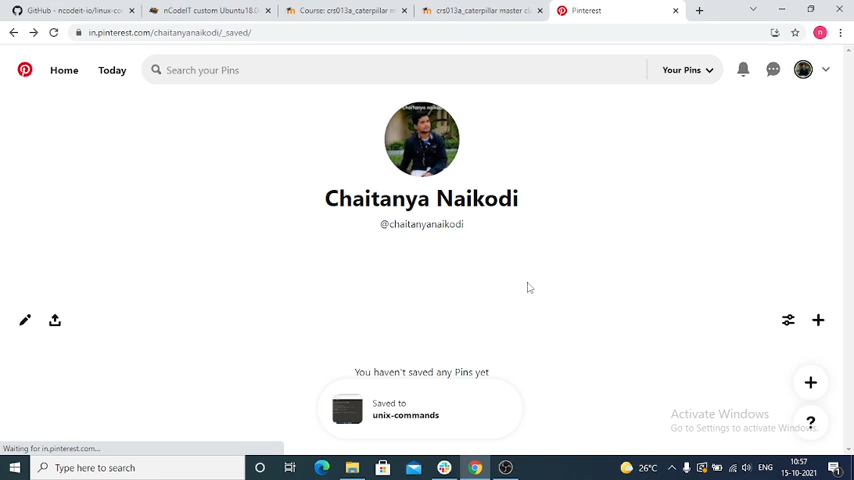 GitHub - ncodeit-io/linux-co
nCodeIT custom Ubuntu18.0
Course: crs013a_caterpillar m
crs013a_caterpillar master cl
Pinterest
in.pinterest.com/chaitanyanaikodi/_saved/
n
Home
Today
Search your Pins
Your Pins
Chaitanya Naikodi
Chaitanya Naikodi
@chaitanyanaikodi
You haven't saved any Pins yet
Saved to
unix-commands
Activate Windows
Go to Settings to activate Windows.
?
Waiting for in.pinterest.com...
Type here to search
26°C
ENG
10:57
15-10-2021
1